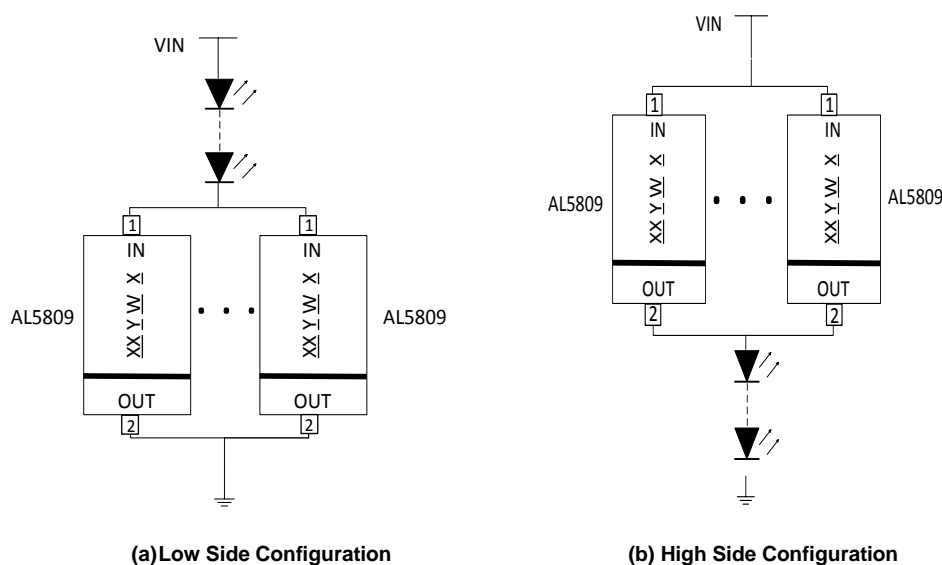 VIN
1
1
IN
IN
XX Y W X
XX Y W X
AL5809
AL5809
OUT
OUT
2
2
(a)Low Side Configuration
VIN
1
1
IN
IN
XX Y W X
XX Y W X
AL5809
AL5809
OUT
OUT
2
2
(b) High Side Configuration